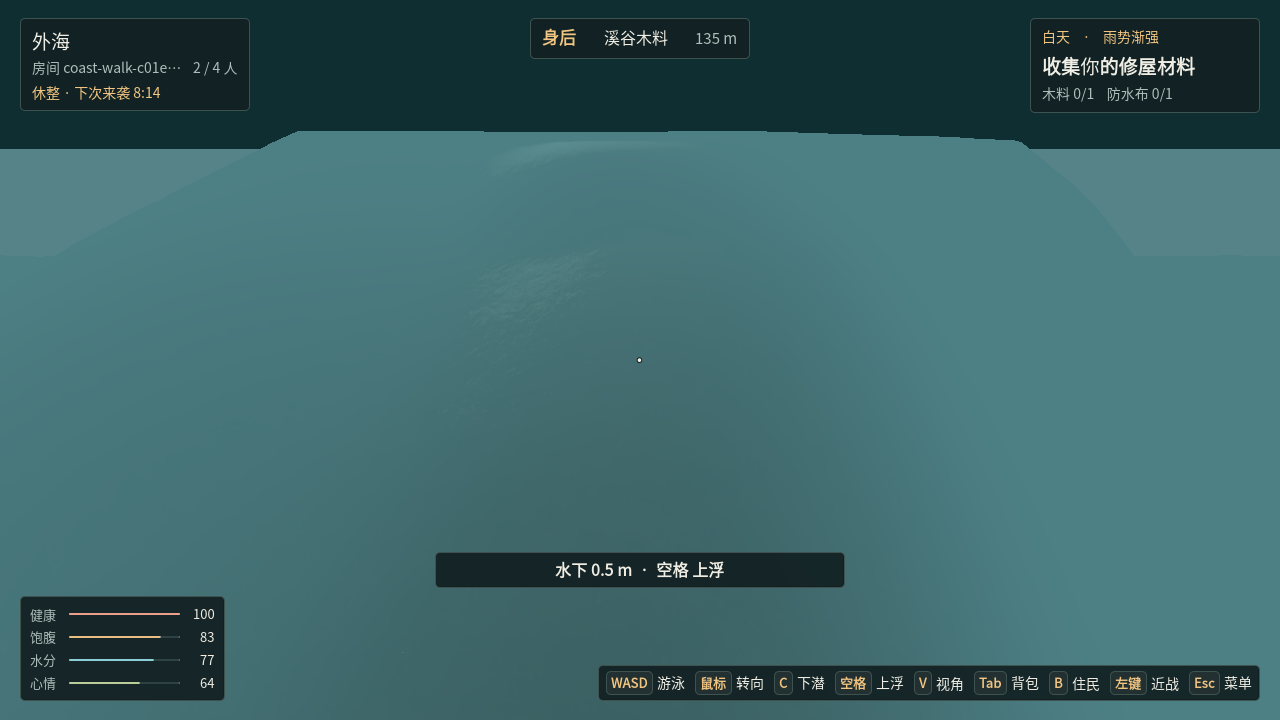 外海
房间 coast-walk-c01e… 2 / 4 人
休整 · 下次来袭 8:14
身后 溪谷木料 135 m
白天 · 雨势渐强
收集你的修屋材料
木料 0/1 防水布 0/1
水下 0.5 m · 空格 上浮
健康 100
饱腹 83
水分 77
心情 64
WASD 游泳 鼠标 转向 C 下潜 空格 上浮 V 视角 Tab 背包 B 住民 左键 近战 Esc 菜单